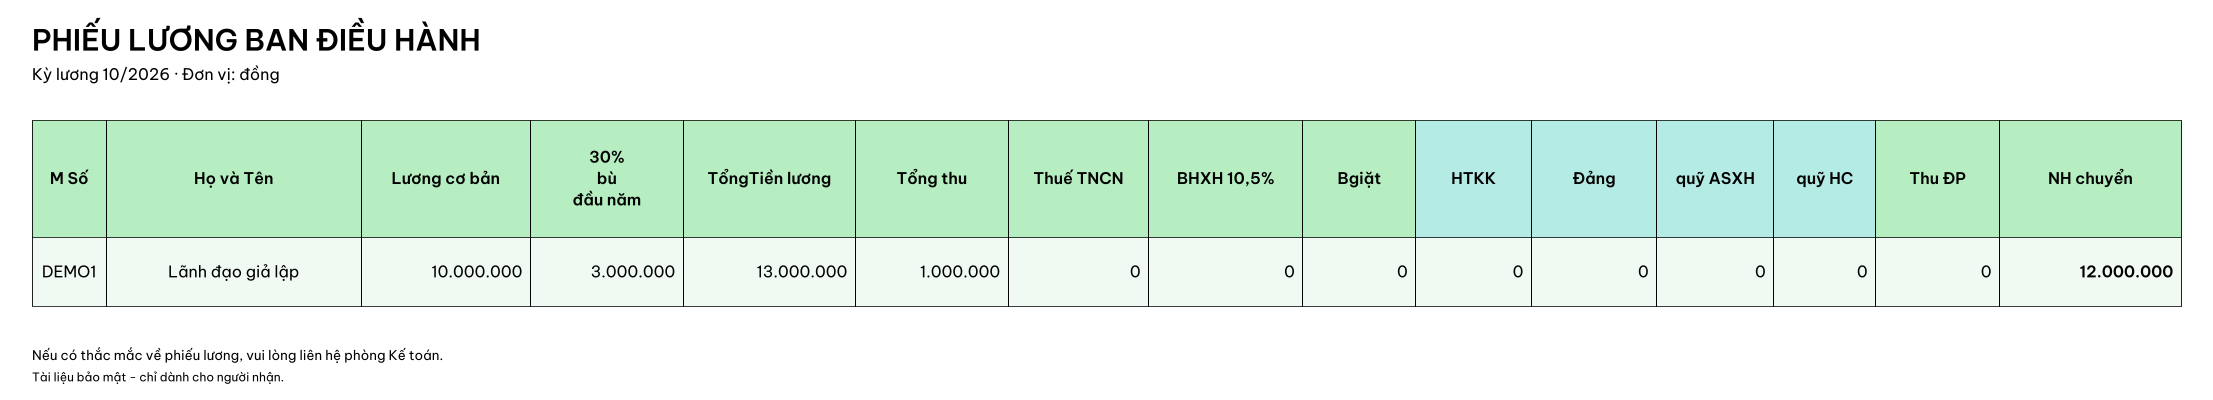 PHIẾU LƯƠNG BAN ĐIỀU HÀNH
Kỳ lương 10/2026 · Đơn vị: đồng
M Số Họ và Tên Lương cơ bản 30% bù đầu năm TổngTiền lương Tổng thu Thuế TNCN BHXH 10,5% Bgiặt HTKK Đảng quỹ ASXH quỹ HC Thu ĐP NH chuyển
DEMO1 Lãnh đạo giả lập 10.000.000 3.000.000 13.000.000 1.000.000 0 0 0 0 0 0 0 0 12.000.000
Nếu có thắc mắc về phiếu lương, vui lòng liên hệ phòng Kế toán.
Tài liệu bảo mật - chỉ dành cho người nhận.